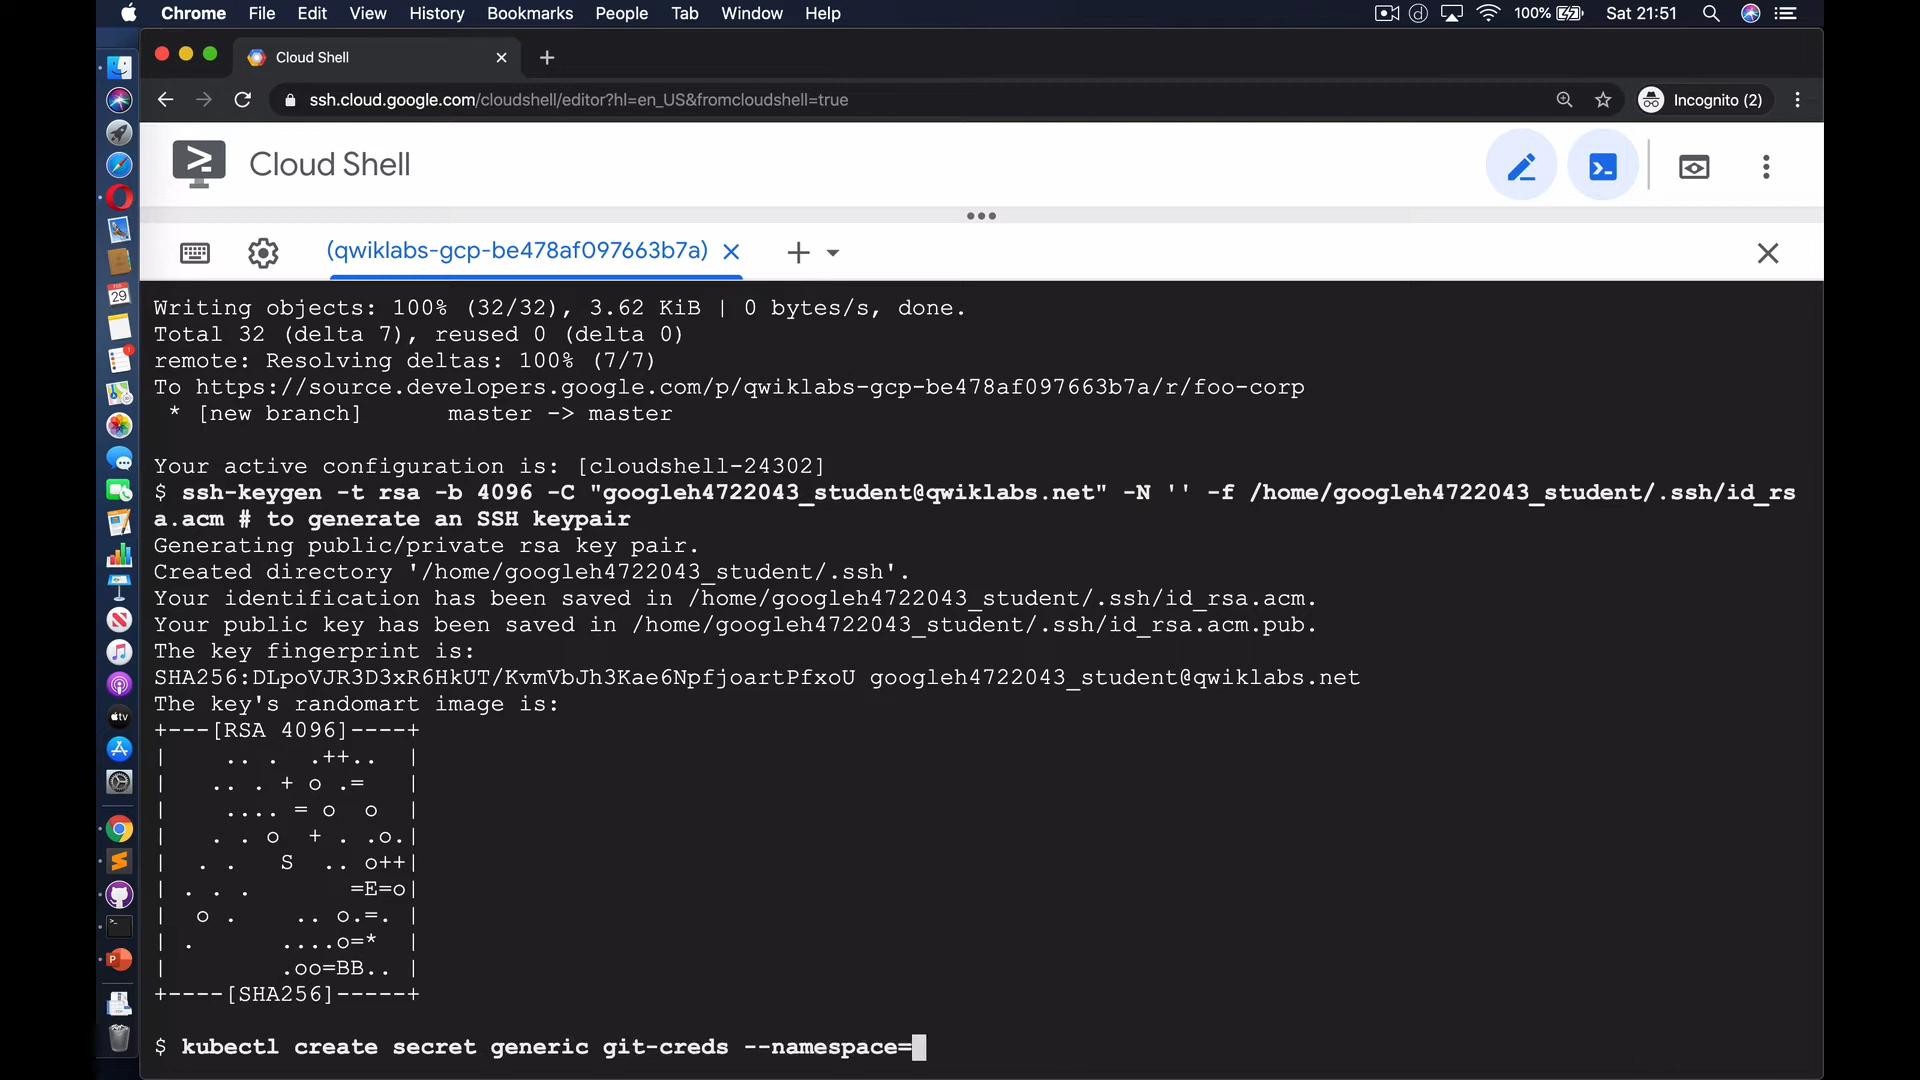 Chrome File Edit View History Bookmarks People Tab Window Help 100% Sat 21:51
Cloud Shell
ssh.cloud.google.com/cloudshell/editor?hl=en_US&fromcloudshell=true Incognito (2)
Cloud Shell
(qwiklabs-gcp-be478af097663b7a)
FEB
29
1
tv
Writing objects: 100% (32/32), 3.62 KiB | 0 bytes/s, done.
Total 32 (delta 7), reused 0 (delta 0)
remote: Resolving deltas: 100% (7/7)
To https://source.developers.google.com/p/qwiklabs-gcp-be478af097663b7a/r/foo-corp
 * [new branch]      master -> master
Your active configuration is: [cloudshell-24302]
$ ssh-keygen -t rsa -b 4096 -C "googleh4722043_student@qwiklabs.net" -N '' -f /home/googleh4722043_student/.ssh/id_rs
a.acm # to generate an SSH keypair
Generating public/private rsa key pair.
Created directory '/home/googleh4722043_student/.ssh'.
Your identification has been saved in /home/googleh4722043_student/.ssh/id_rsa.acm.
Your public key has been saved in /home/googleh4722043_student/.ssh/id_rsa.acm.pub.
The key fingerprint is:
SHA256:DLpoVJR3D3xR6HkUT/KvmVbJh3Kae6NpfjoartPfxoU googleh4722043_student@qwiklabs.net
The key's randomart image is:
+---[RSA 4096]----+
|    .. .  .++..  |
|   .. . + o .=   |
|    .... = o  o  |
|   . . o  + . .o.|
|  . .   S  .. o++|
| . . .       =E=o|
|  o .    .. o.=. |
| .      ....o=*  |
|        .oo=BB.. |
+----[SHA256]-----+
$ kubectl create secret generic git-creds --namespace=